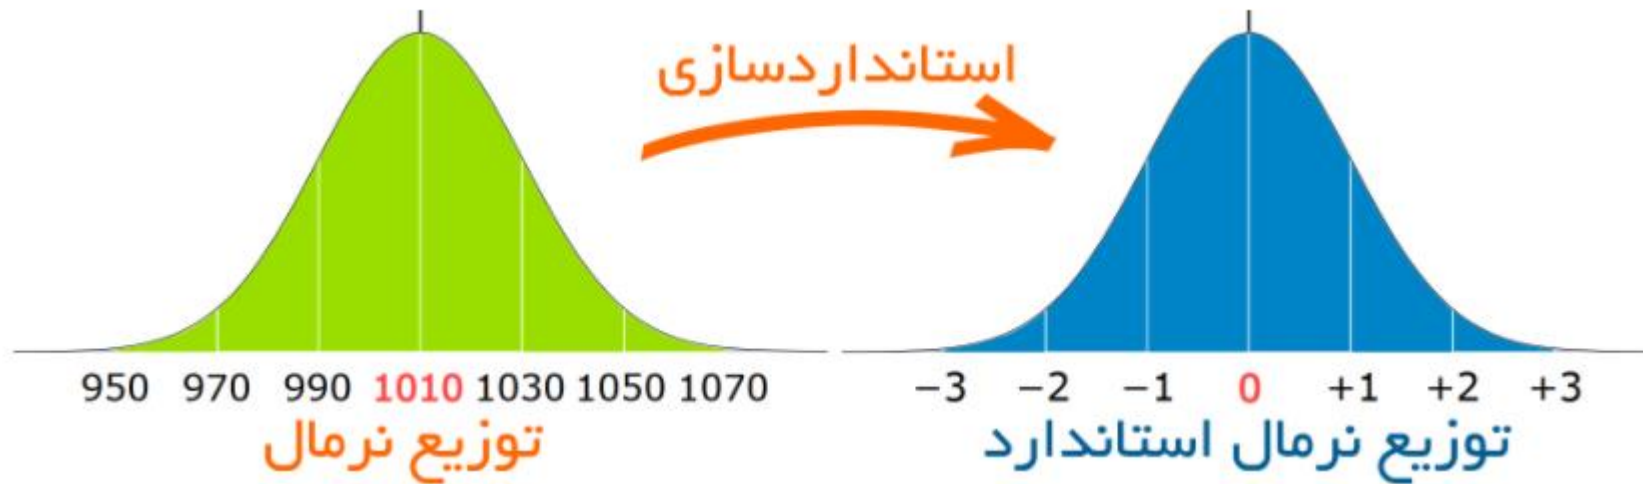 استانداردسازی
950 970 990 1010 1030 1050 1070
−3 −2 −1 0 +1 +2 +3
توزیع نرمال
توزیع نرمال استاندارد